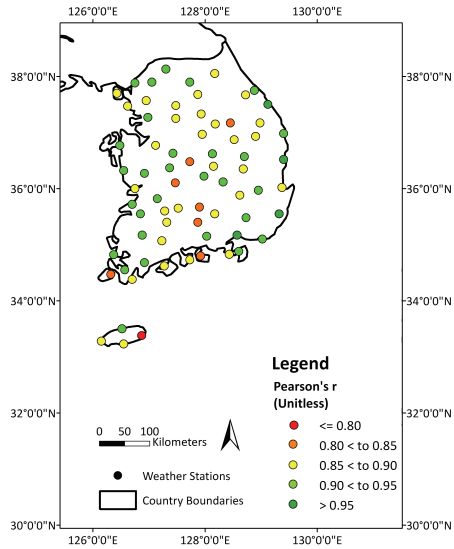 126°0'0"E 128°0'0"E 130°0'0"E
38°0'0"N 38°0'0"N
36°0'0"N 36°0'0"N
34°0'0"N 34°0'0"N
Legend
Pearson's r
(Unitless)
32°0'0"N 32°0'0"N
0 50 100
Kilometers
<= 0.80
0.80 < to 0.85
0.85 < to 0.90
0.90 < to 0.95
> 0.95
Weather Stations
Country Boundaries
30°0'0"N 30°0'0"N
126°0'0"E 128°0'0"E 130°0'0"E